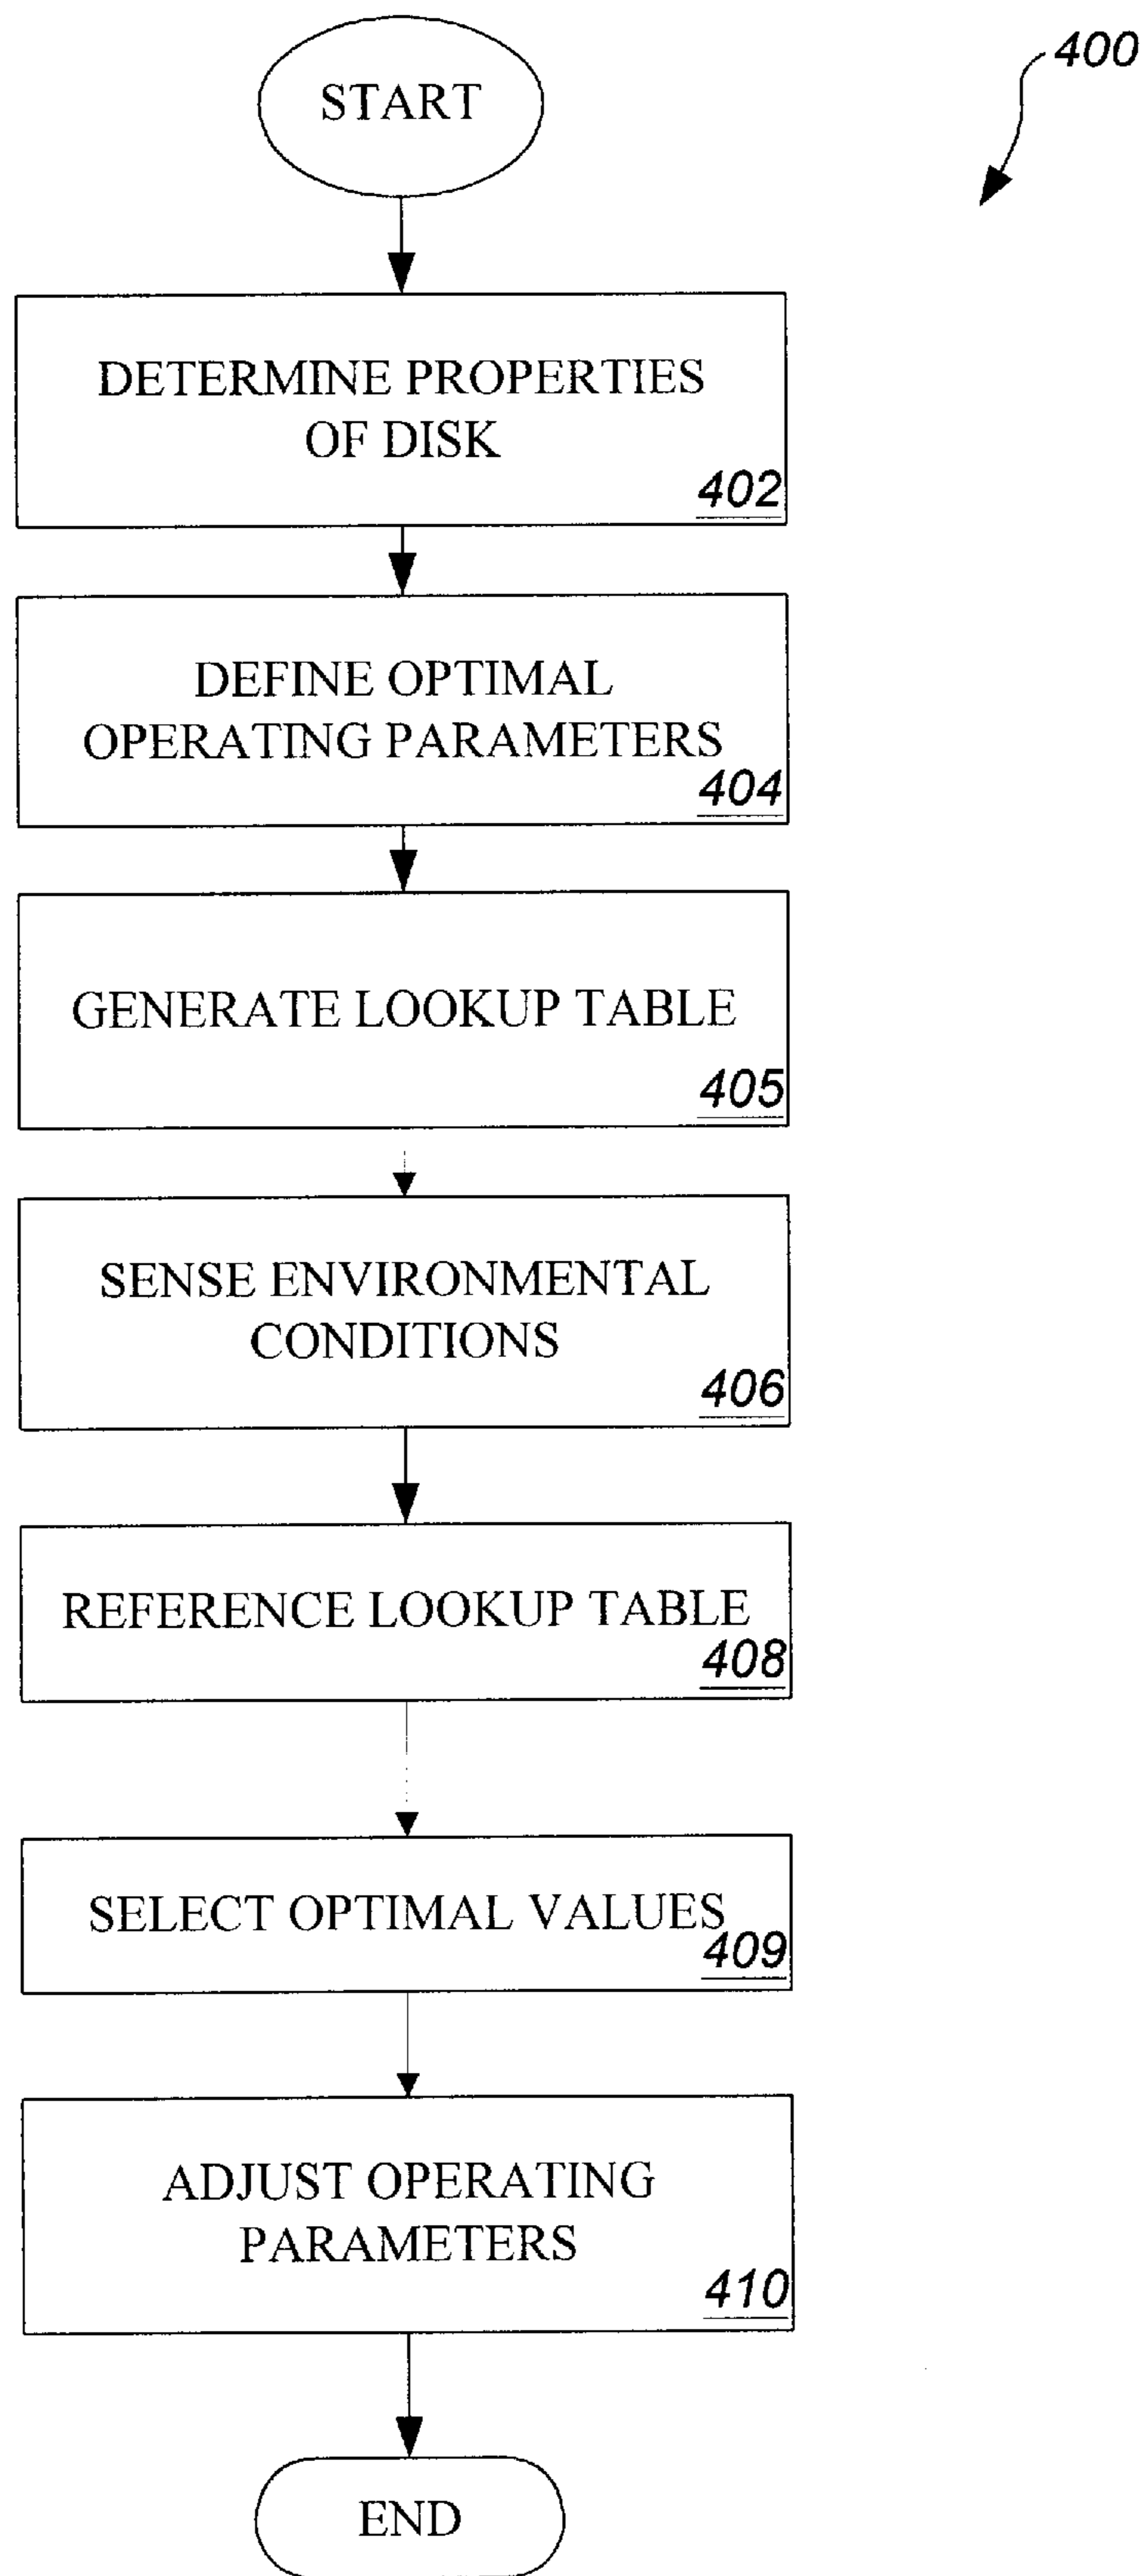 START
400
DETERMINE PROPERTIES
OF DISK
402
DEFINE OPTIMAL
OPERATING PARAMETERS
404
GENERATE LOOKUP TABLE
405
SENSE ENVIRONMENTAL
CONDITIONS
406
REFERENCE LOOKUP TABLE
408
SELECT OPTIMAL VALUES
409
ADJUST OPERATING
PARAMETERS
410
END